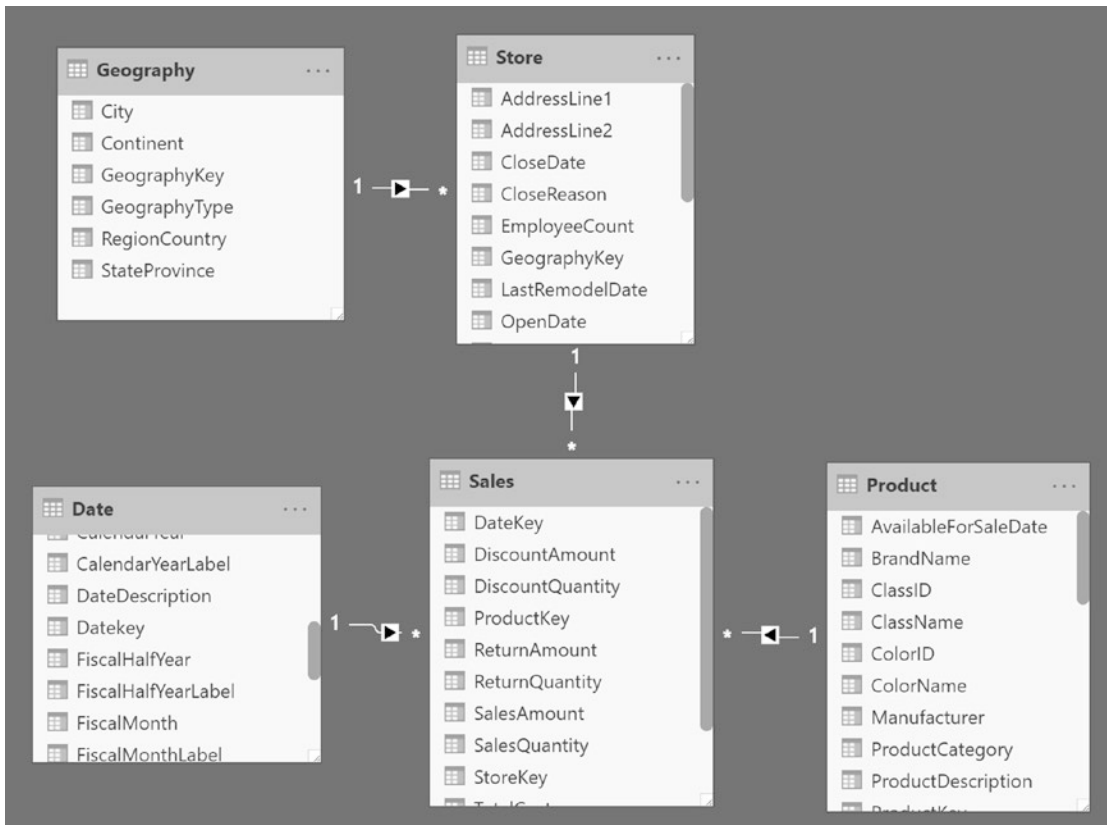 Geography
...
City
Continent
GeographyKey
GeographyType
RegionCountry
StateProvince
1
*
Store
...
AddressLine1
AddressLine2
CloseDate
CloseReason
EmployeeCount
GeographyKey
LastRemodelDate
OpenDate
1
*
Date
...
CalendarYearLabel
DateDescription
Datekey
FiscalHalfYear
FiscalHalfYearLabel
FiscalMonth
FiscalMonthLabel
1
*
Sales
...
DateKey
DiscountAmount
DiscountQuantity
ProductKey
ReturnAmount
ReturnQuantity
SalesAmount
SalesQuantity
StoreKey
*
1
Product
...
AvailableForSaleDate
BrandName
ClassID
ClassName
ColorID
ColorName
Manufacturer
ProductCategory
ProductDescription